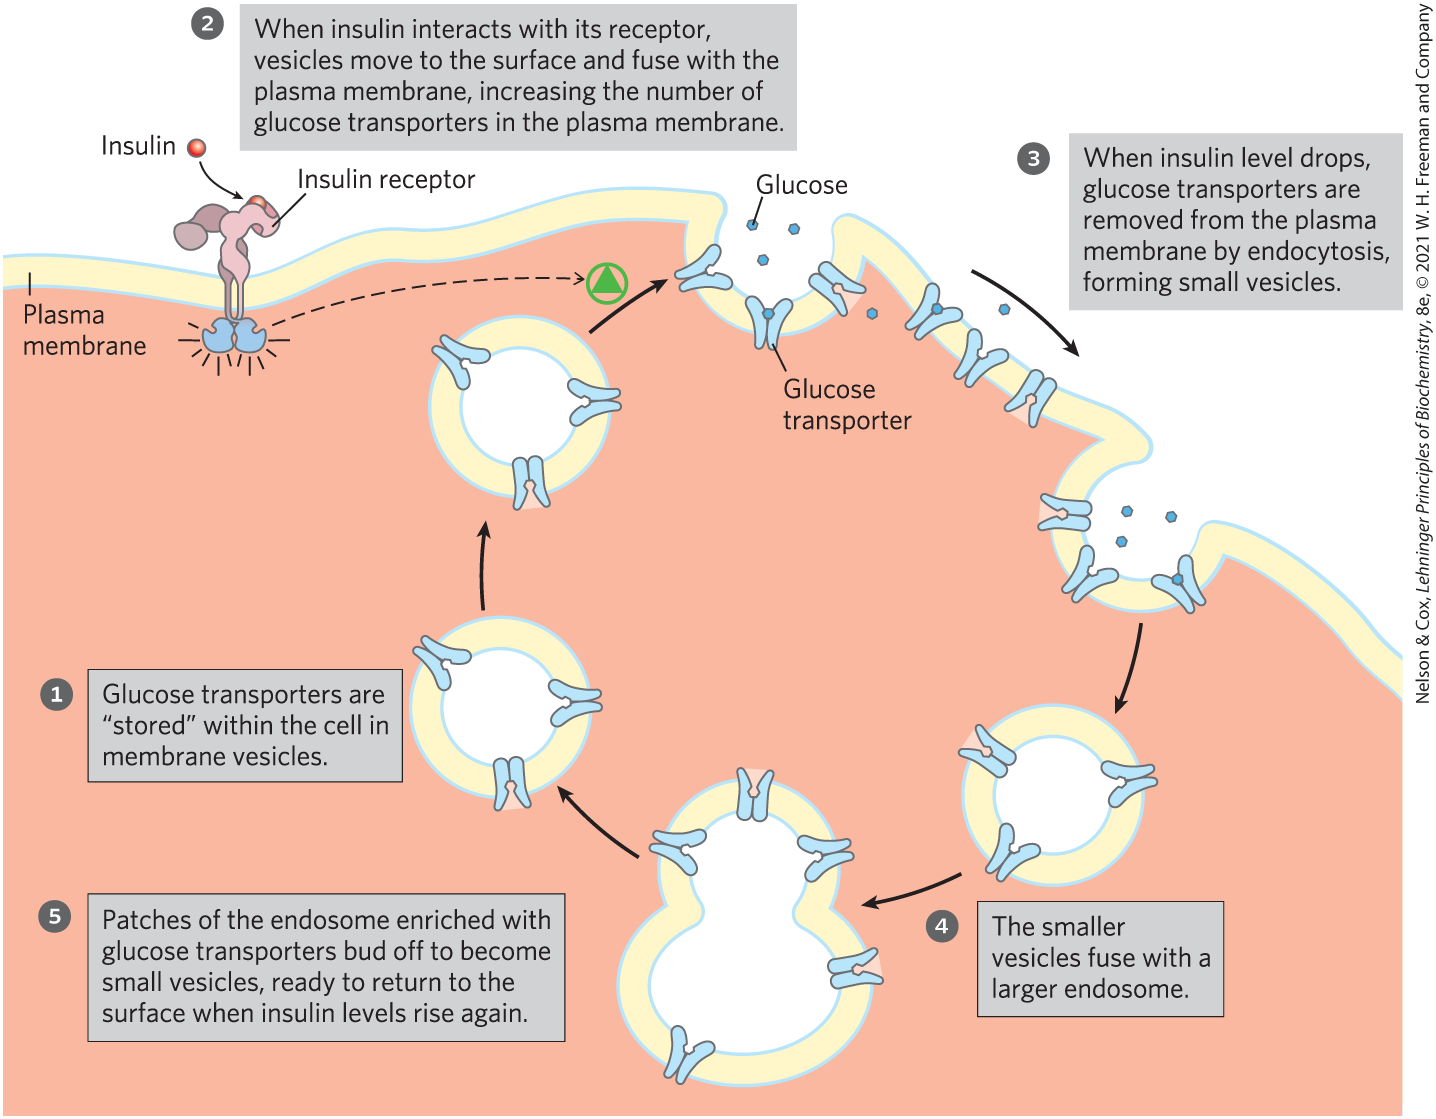 2
When insulin interacts with its receptor,
vesicles move to the surface and fuse with the
plasma membrane, increasing the number of
glucose transporters in the plasma membrane.
Insulin
Insulin receptor
Glucose
3
When insulin level drops,
glucose transporters are
removed from the plasma
membrane by endocytosis,
forming small vesicles.
Plasma
membrane
Glucose
transporter
1
Glucose transporters are
“stored” within the cell in
membrane vesicles.
5
Patches of the endosome enriched with
glucose transporters bud off to become
small vesicles, ready to return to the
surface when insulin levels rise again.
4
The smaller
vesicles fuse with a
larger endosome.
Nelson & Cox, Lehninger Principles of Biochemistry, 8e, © 2021 W. H. Freeman and Company